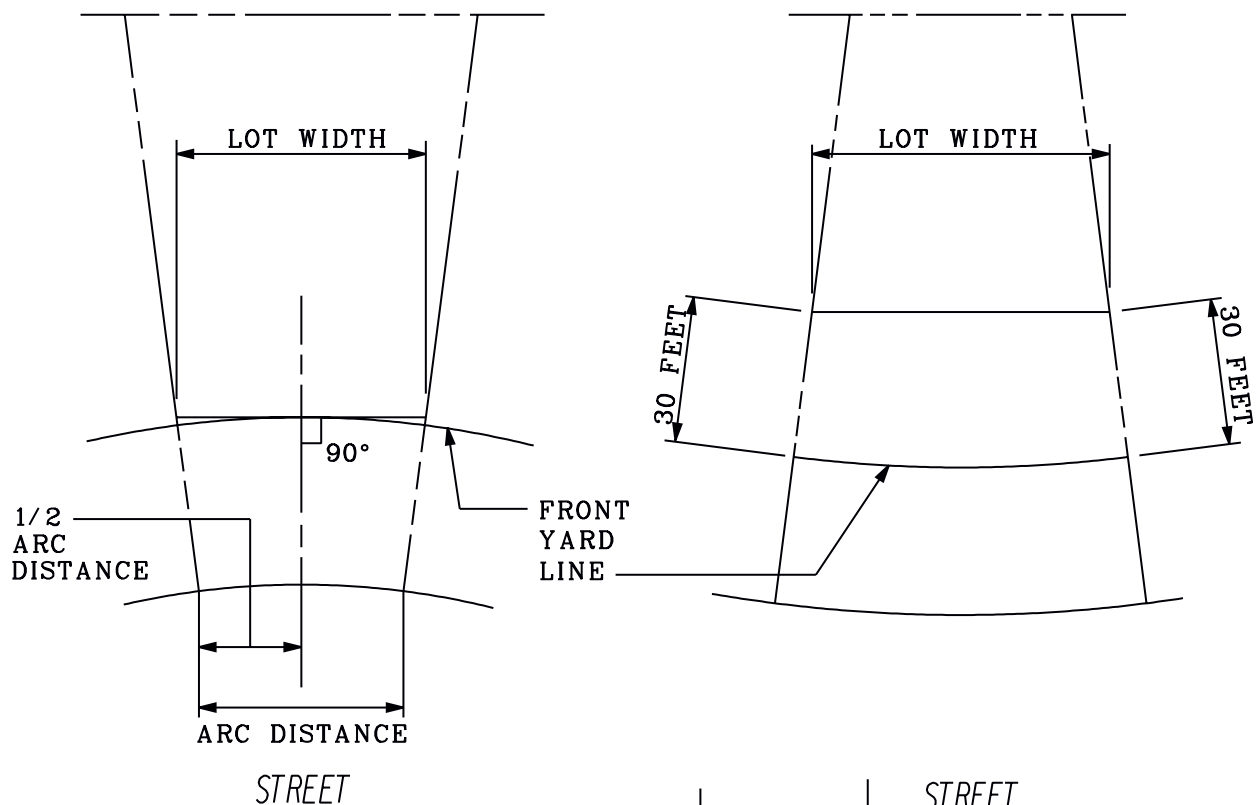 LOT WIDTH
LOT WIDTH
30 FEET
30 FEET
90°
1/2
ARC
DISTANCE
FRONT
YARD
LINE
ARC DISTANCE
STREET
STREET